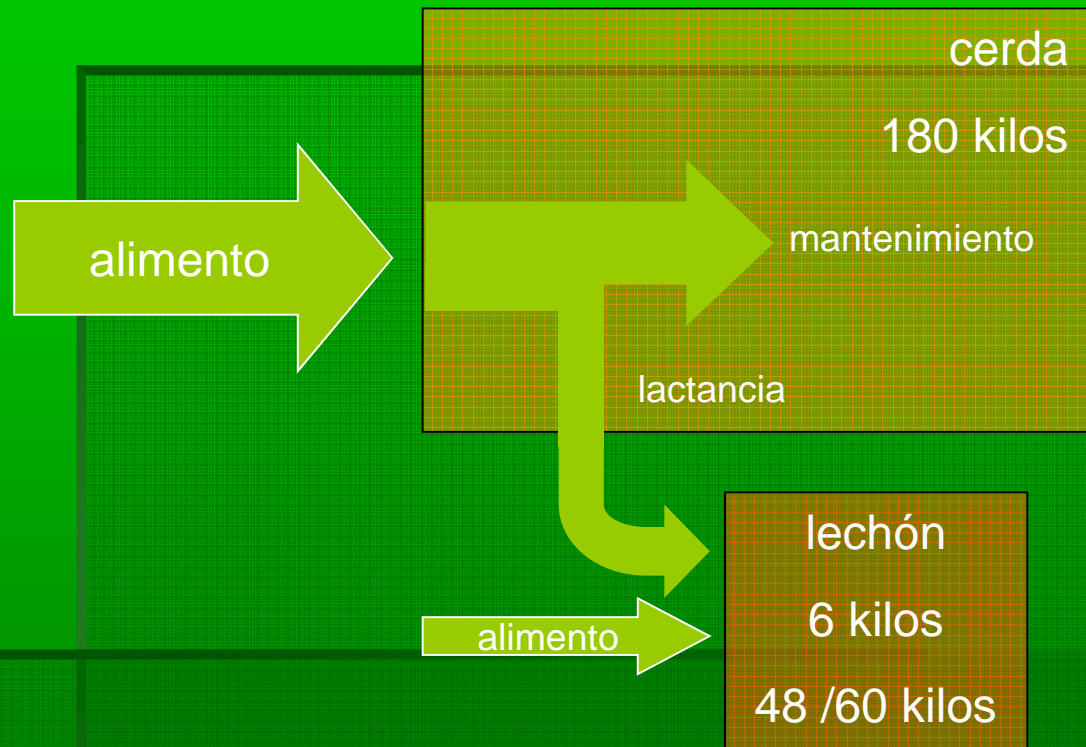 cerda
180 kilos
alimento
mantenimiento
lactancia
lechón
6 kilos
alimento
48 /60 kilos